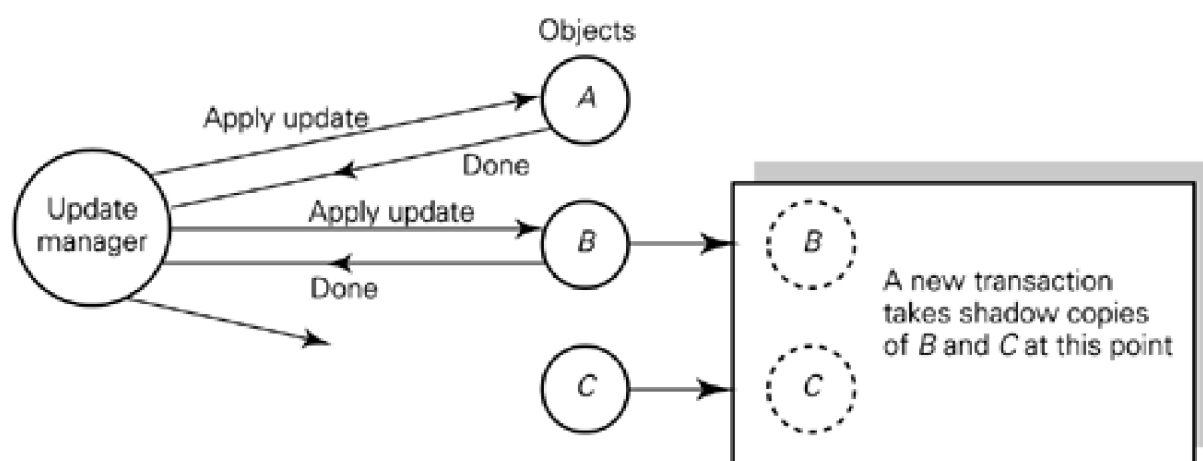 Objects
A
Apply update
Done
Update
manager
Apply update
B
Done
C
B
C
A new transaction
takes shadow copies
of B and C at this point